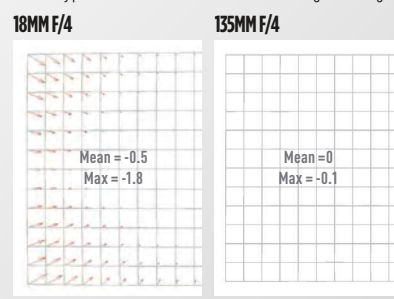 18MM F/4
135MM F/4
Mean = -0.5
Max = -1.8
Mean =0
Max = -0.1